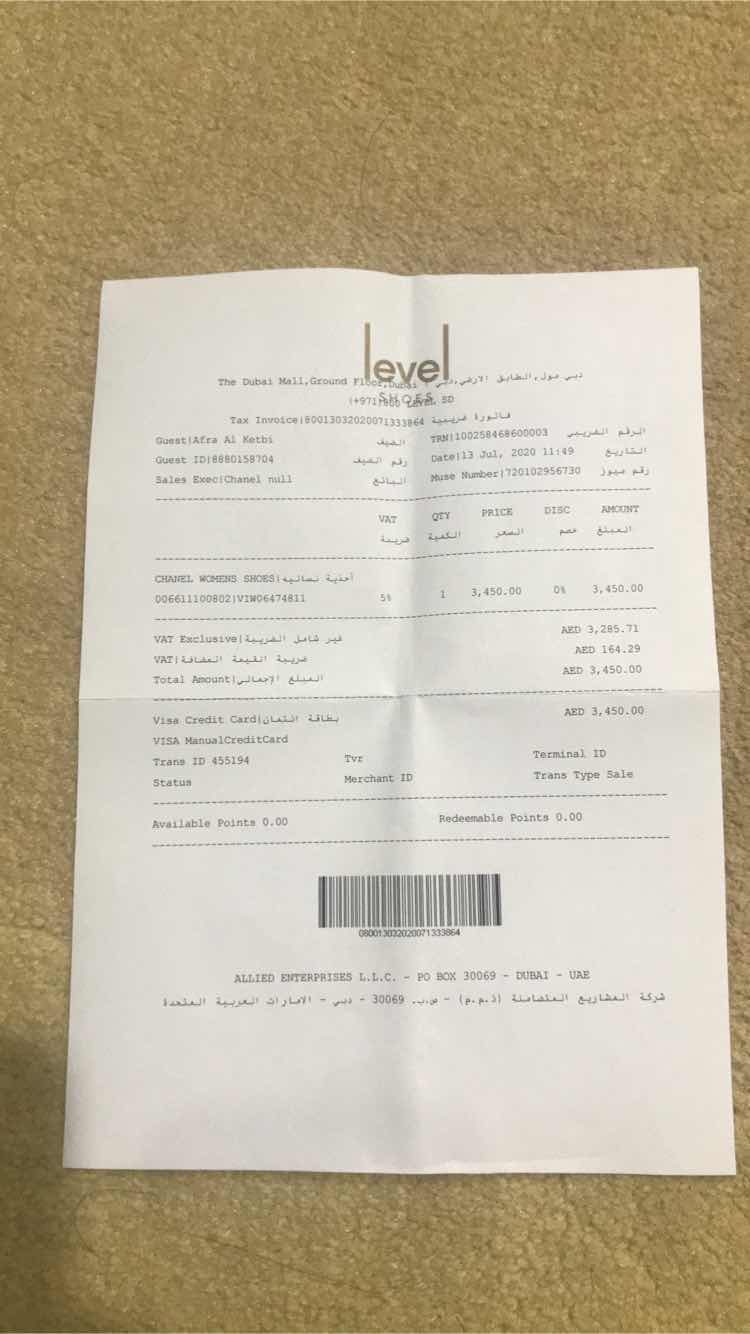 level
SHOES
The Dubai Mall,Ground Floor,Dubai | دبي مول,الطابق الارضي,دبي
(+971)800 LEVEL SD
Tax Invoice|80013032020071333864 فاتورة ضريبية
Guest|Afra Al Ketbi الضيف TRN|100258468600003 الرقم الضريبي
Guest ID|8880158704 رقم الضيف Date|13 Jul, 2020 11:49 التاريخ
Sales Exec|Chanel null البائع Muse Number|720102956730 رقم ميوز
VAT QTY PRICE DISC AMOUNT
ضريبة الكمية السعر خصم المبلغ
CHANEL WOMENS SHOES|أحذية نسائيه
006611100802|VIW06474811 5% 1 3,450.00 0% 3,450.00
VAT Exclusive|غير شامل الضريبة AED 3,285.71
VAT|ضريبة القيمة المضافة AED 164.29
Total Amount|المبلغ الإجمالي AED 3,450.00
Visa Credit Card|بطاقة ائتمان AED 3,450.00
VISA ManualCreditCard
Trans ID 455194 Tvr Terminal ID
Status Merchant ID Trans Type Sale
Available Points 0.00 Redeemable Points 0.00
080013032020071333864
ALLIED ENTERPRISES L.L.C. - PO BOX 30069 - DUBAI - UAE
شركة المشاريع المتضامنة (ذ.م.م) - ص.ب. 30069 - دبي - الامارات العربية المتحدة